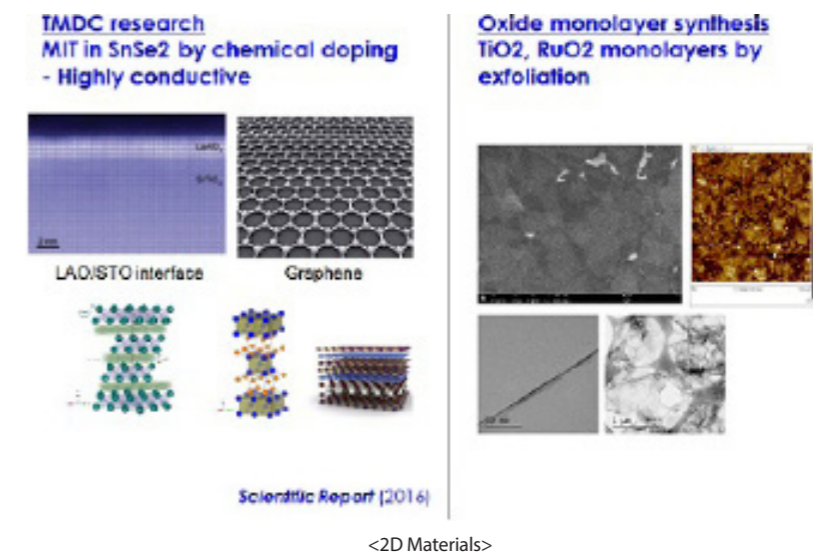 TMDC research
MIT in SnSe2 by chemical doping
- Highly conductive
LAO/STO interface
Graphene
Scientific Report (2016)
Oxide monolayer synthesis
TiO2, RuO2 monolayers by
exfoliation
<2D Materials>